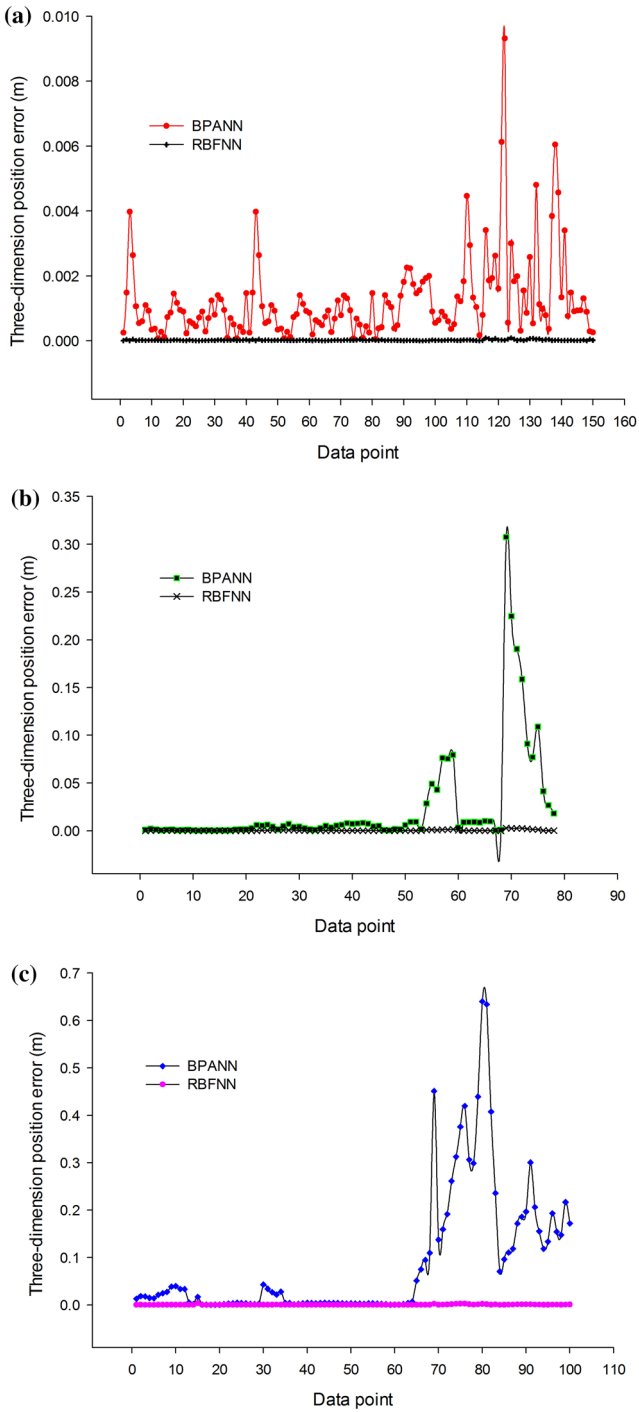 (a)
Three-dimension position error (m)
0.010
0.008
0.006
0.004
0.002
0.000
BPANN
RBFNN
0 10 20 30 40 50 60 70 80 90 100 110 120 130 140 150 160
Data point
(b)
Three-dimension position error (m)
0.35
0.30
0.25
0.20
0.15
0.10
0.05
0.00
BPANN
RBFNN
0 10 20 30 40 50 60 70 80 90
Data point
(c)
Three-dimension position error (m)
0.7
0.6
0.5
0.4
0.3
0.2
0.1
0.0
BPANN
RBFNN
0 10 20 30 40 50 60 70 80 90 100 110
Data point